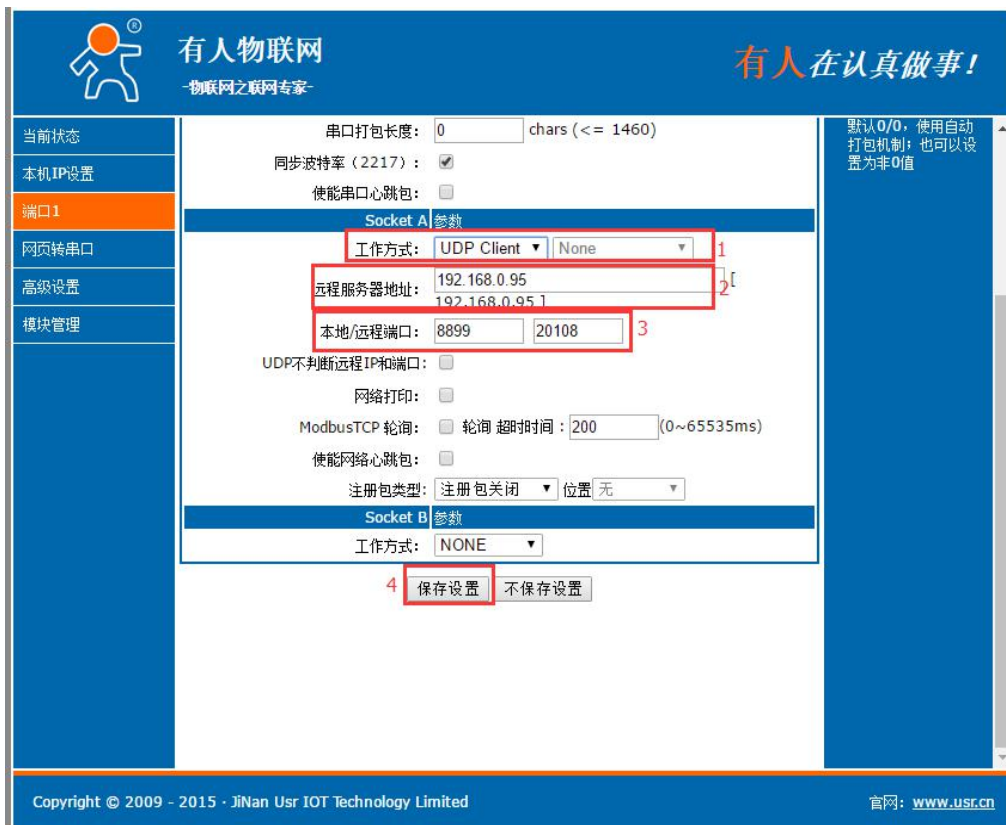 ®
有人物联网
-物联网之联网专家-
有人在认真做事!
当前状态
本机IP设置
端口1
网页转串口
高级设置
模块管理
串口打包长度: 0 chars (<= 1460)
同步波特率（2217）:
使能串口心跳包:
Socket A 参数
工作方式: UDP Client None 1
远程服务器地址: 192.168.0.95 [
192.168.0.95 ] 2
本地/远程端口: 8899 20108 3
UDP不判断远程IP和端口:
网络打印:
ModbusTCP 轮询: 轮询 超时时间 : 200 (0~65535ms)
使能网络心跳包:
注册包类型: 注册包关闭 位置 无
Socket B 参数
工作方式: NONE
4 保存设置 不保存设置
默认0/0，使用自动
打包机制；也可以设
置为非0值
Copyright © 2009 - 2015 · JiNan Usr IOT Technology Limited
官网: www.usr.cn